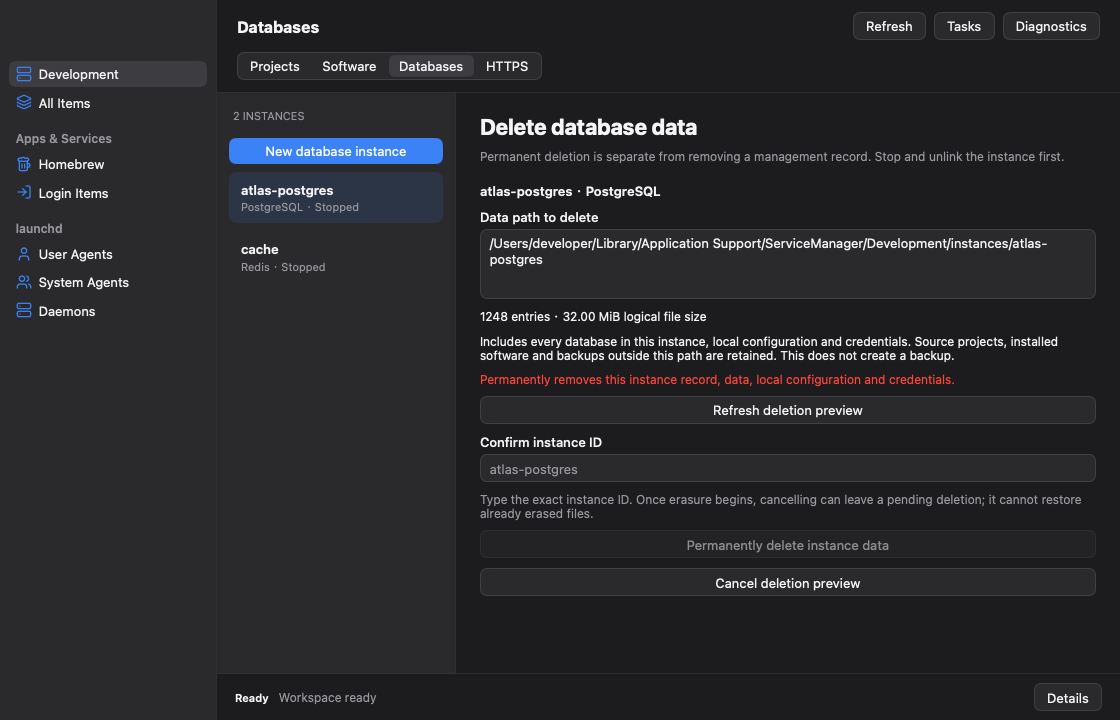 Development
All Items
Apps & Services
Homebrew
Login Items
launchd
User Agents
System Agents
Daemons
Databases
Refresh
Tasks
Diagnostics
Projects
Software
Databases
HTTPS
2 INSTANCES
New database instance
atlas-postgres
PostgreSQL · Stopped
cache
Redis · Stopped
Delete database data
Permanent deletion is separate from removing a management record. Stop and unlink the instance first.
atlas-postgres · PostgreSQL
Data path to delete
/Users/developer/Library/Application Support/ServiceManager/Development/instances/atlas-
postgres
1248 entries · 32.00 MiB logical file size
Includes every database in this instance, local configuration and credentials. Source projects, installed
software and backups outside this path are retained. This does not create a backup.
Permanently removes this instance record, data, local configuration and credentials.
Refresh deletion preview
Confirm instance ID
atlas-postgres
Type the exact instance ID. Once erasure begins, cancelling can leave a pending deletion; it cannot restore
already erased files.
Permanently delete instance data
Cancel deletion preview
Ready
Workspace ready
Details